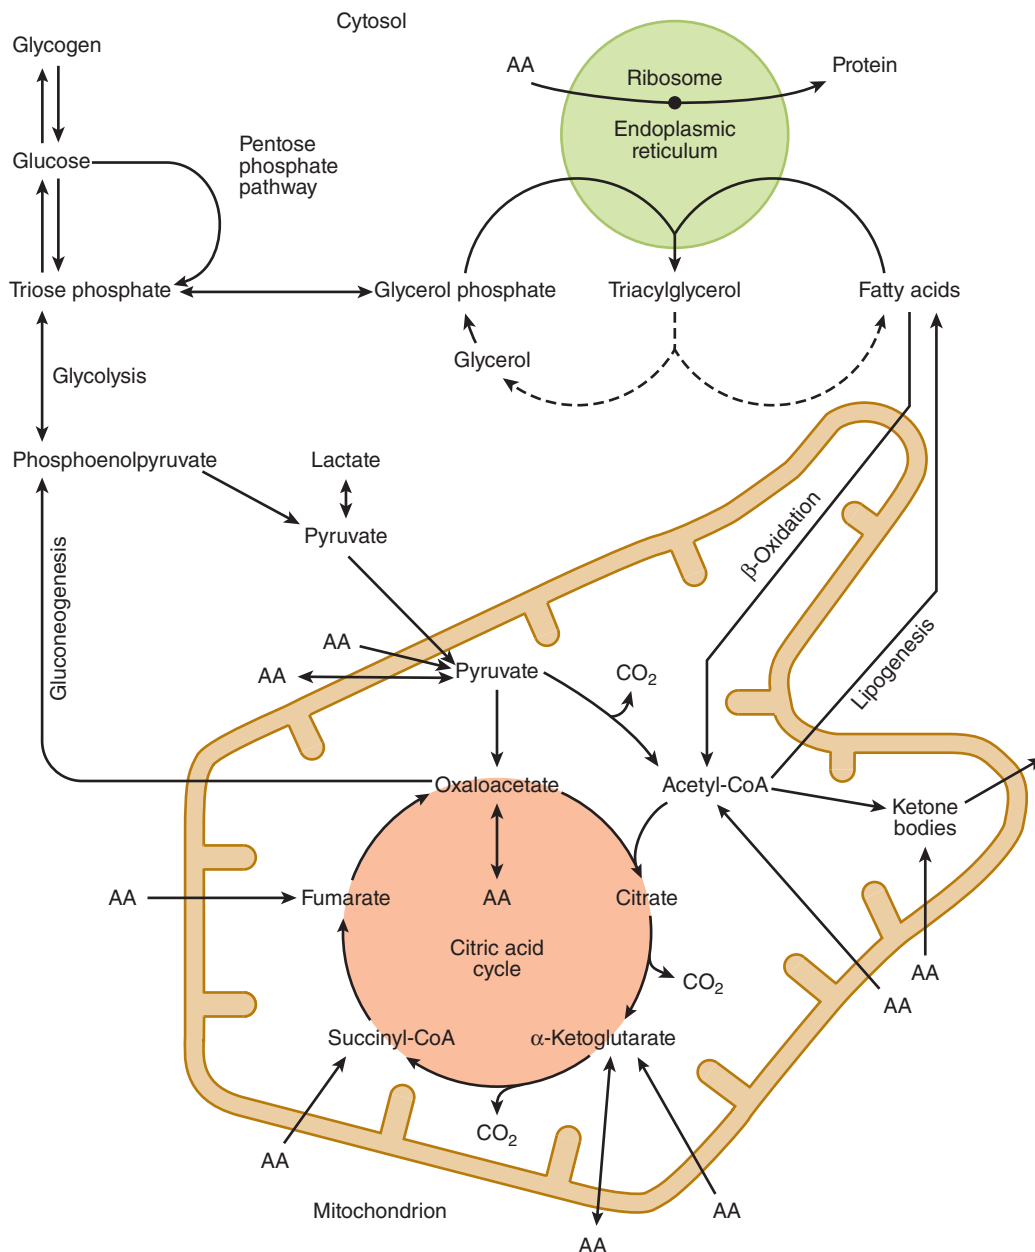 Cytosol
Glycogen
AA
Ribosome
Protein
Endoplasmic
reticulum
Pentose
phosphate
pathway
Glucose
Triose phosphate
Glycerol phosphate
Triacylglycerol
Fatty acids
Glycerol
Glycolysis
Phosphoenolpyruvate
Lactate
Pyruvate
β-Oxidation
Gluconeogenesis
Lipogenesis
AA
AA
Pyruvate
CO2
Oxaloacetate
Acetyl-CoA
Ketone
bodies
AA
Fumarate
AA
Citrate
Citric acid
cycle
CO2
AA
AA
Succinyl-CoA
α-Ketoglutarate
CO2
AA
AA
Mitochondrion
AA